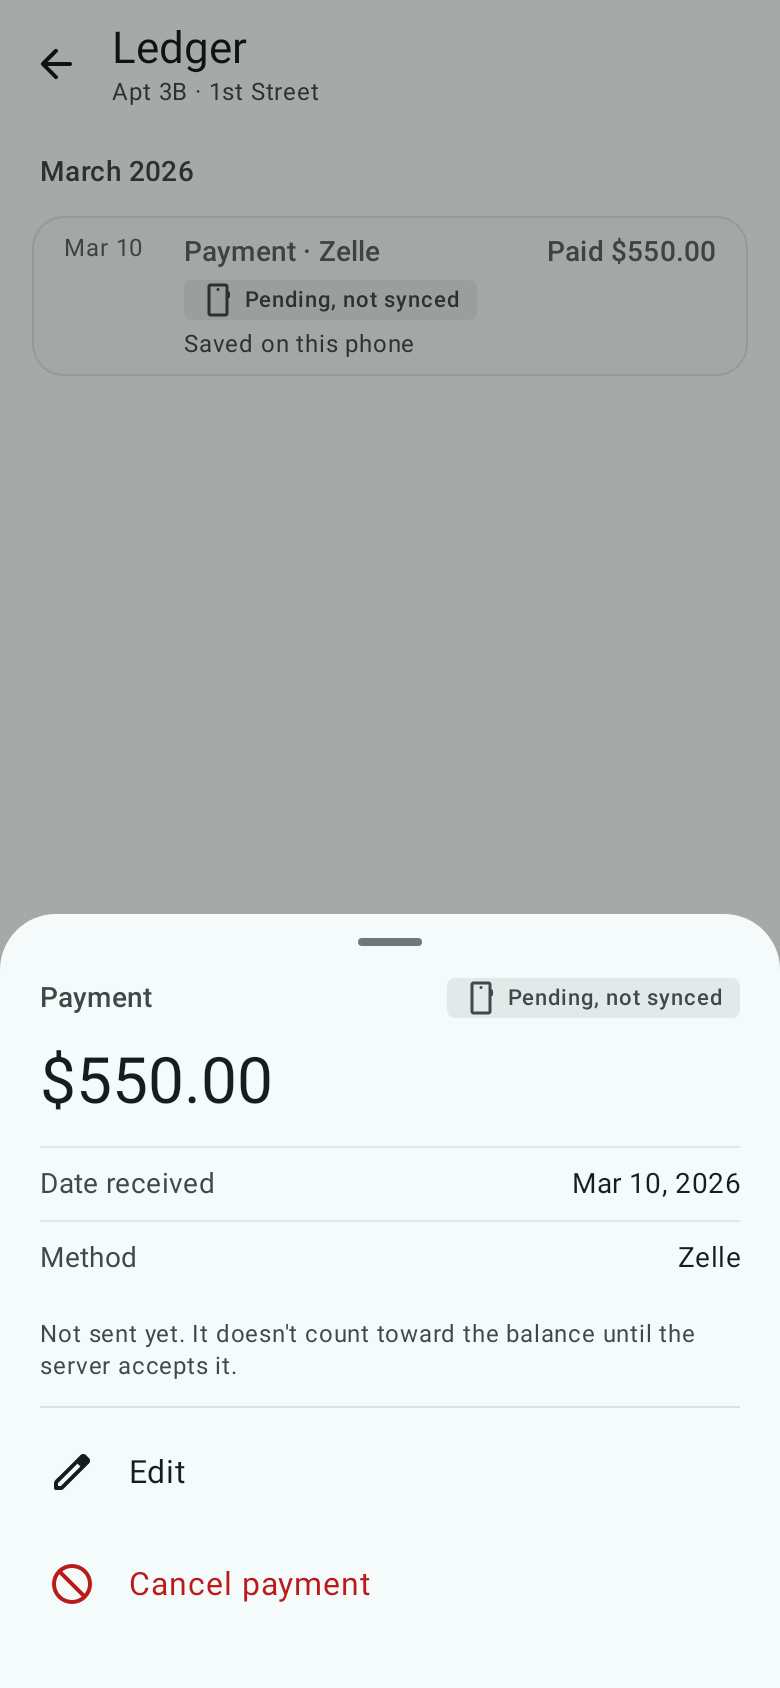 Ledger
Apt 3B · 1st Street
March 2026
Mar 10 Payment · Zelle Paid $550.00
Pending, not synced
Saved on this phone
Payment Pending, not synced
$550.00
Date received Mar 10, 2026
Method Zelle
Not sent yet. It doesn't count toward the balance until the
server accepts it.
Edit
Cancel payment